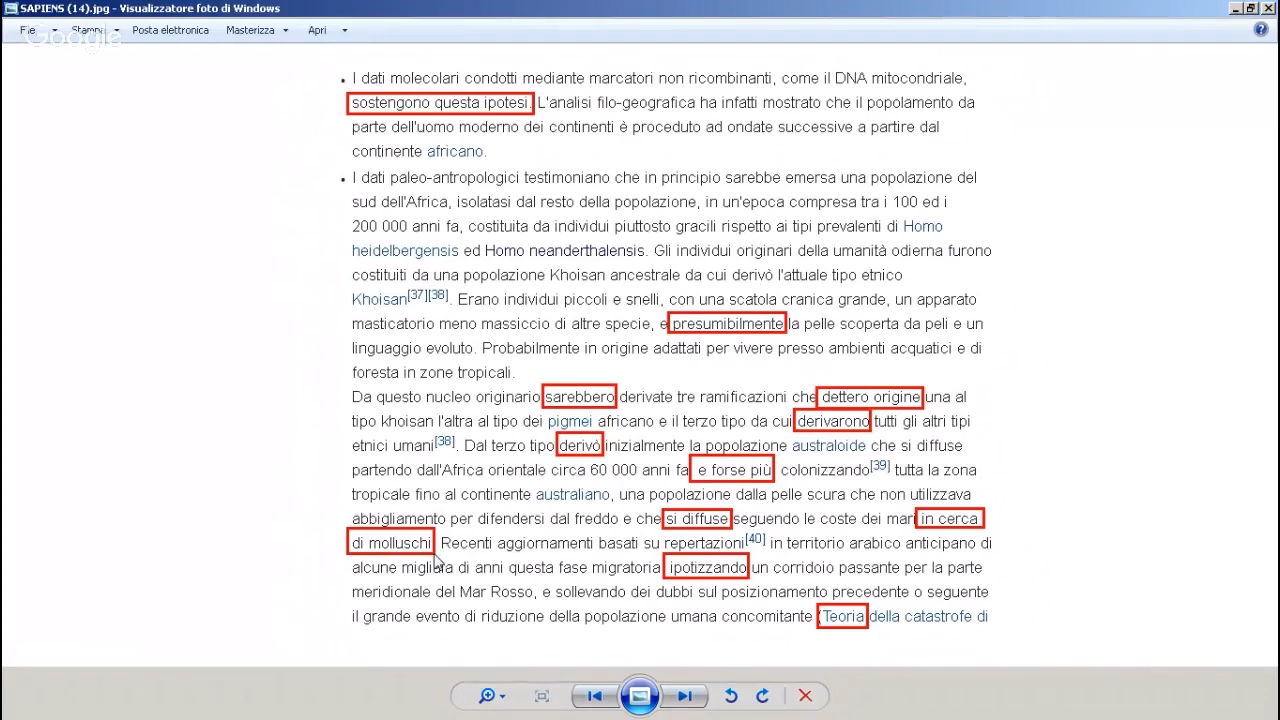 SAPIENS (14).jpg - Visualizzatore foto di Windows
File Stampa Posta elettronica Masterizza Apri
Google
• I dati molecolari condotti mediante marcatori non ricombinanti, come il DNA mitocondriale,
sostengono questa ipotesi. L'analisi filo-geografica ha infatti mostrato che il popolamento da
parte dell'uomo moderno dei continenti è proceduto ad ondate successive a partire dal
continente africano.
• I dati paleo-antropologici testimoniano che in principio sarebbe emersa una popolazione del
sud dell'Africa, isolatasi dal resto della popolazione, in un'epoca compresa tra i 100 ed i
200 000 anni fa, costituita da individui piuttosto gracili rispetto ai tipi prevalenti di Homo
heidelbergensis ed Homo neanderthalensis. Gli individui originari della umanità odierna furono
costituiti da una popolazione Khoisan ancestrale da cui derivò l'attuale tipo etnico
Khoisan[37][38]. Erano individui piccoli e snelli, con una scatola cranica grande, un apparato
masticatorio meno massiccio di altre specie, e presumibilmente la pelle scoperta da peli e un
linguaggio evoluto. Probabilmente in origine adattati per vivere presso ambienti acquatici e di
foresta in zone tropicali.
Da questo nucleo originario sarebbero derivate tre ramificazioni che dettero origine una al
tipo khoisan l'altra al tipo dei pigmei africano e il terzo tipo da cui derivarono tutti gli altri tipi
etnici umani[38]. Dal terzo tipo derivò inizialmente la popolazione australoide che si diffuse
partendo dall'Africa orientale circa 60 000 anni fa e forse più colonizzando[39] tutta la zona
tropicale fino al continente australiano, una popolazione dalla pelle scura che non utilizzava
abbigliamento per difendersi dal freddo e che si diffuse seguendo le coste dei mari in cerca
di molluschi. Recenti aggiornamenti basati su repertazioni[40] in territorio arabico anticipano di
alcune migliaia di anni questa fase migratoria ipotizzando un corridoio passante per la parte
meridionale del Mar Rosso, e sollevando dei dubbi sul posizionamento precedente o seguente
il grande evento di riduzione della popolazione umana concomitante (Teoria della catastrofe di